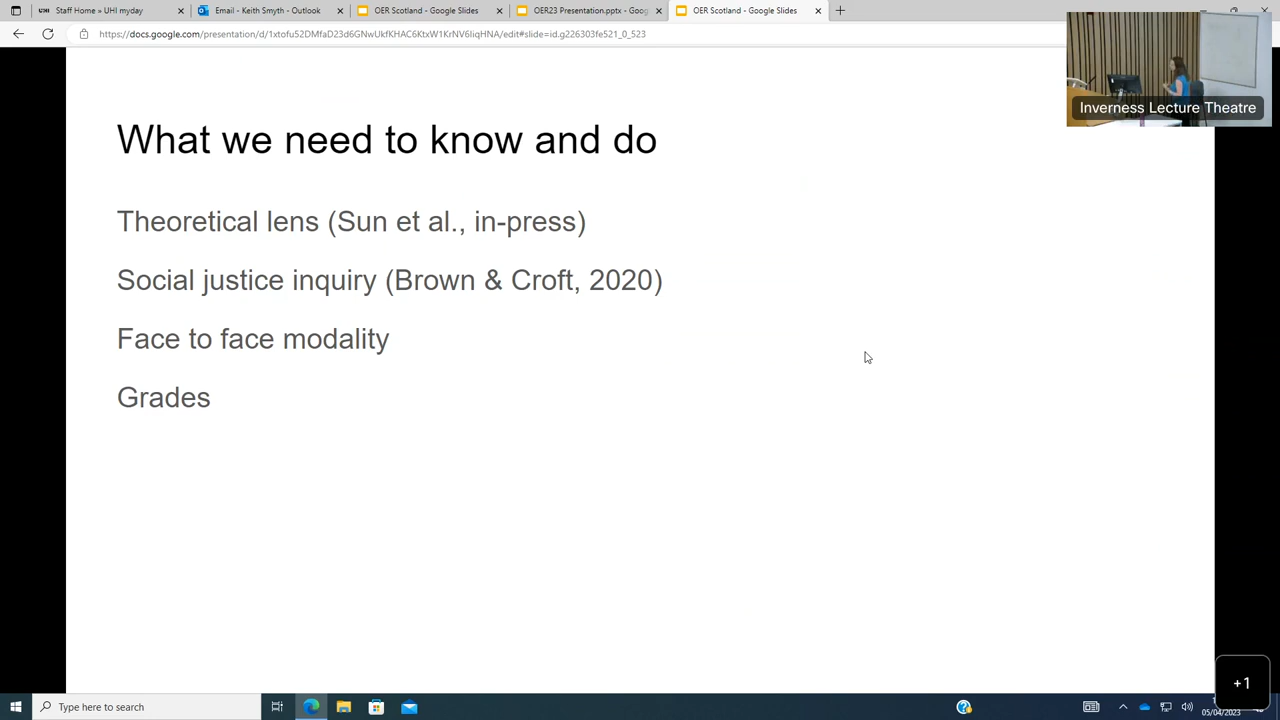 Staff Home » UHI myday
Email - Keith Smyth - Outlook
OER Scotland - Google Slides
OER23 Presentation.pptx - Goog
OER Scotland - Google Slides
https://docs.google.com/presentation/d/1xtofu52DMfaD23d6GNwUkfKHAC6KtxW1KrNV6IiqHNA/edit#slide=id.g226303fe521_0_523
Inverness Lecture Theatre
What we need to know and do
Theoretical lens (Sun et al., in-press)
Social justice inquiry (Brown & Croft, 2020)
Face to face modality
Grades
+1
Type here to search
05/04/2023